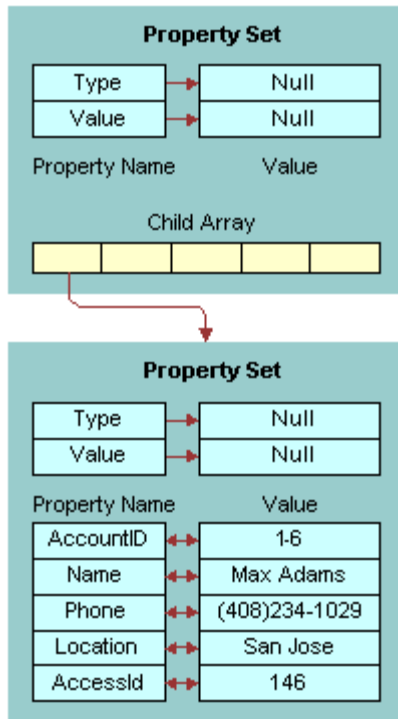 Property Set
Type Null
Value Null
Property Name Value
Child Array
Property Set
Type Null
Value Null
Property Name Value
AccountID 1-6
Name Max Adams
Phone (408)234-1029
Location San Jose
AccessId 146